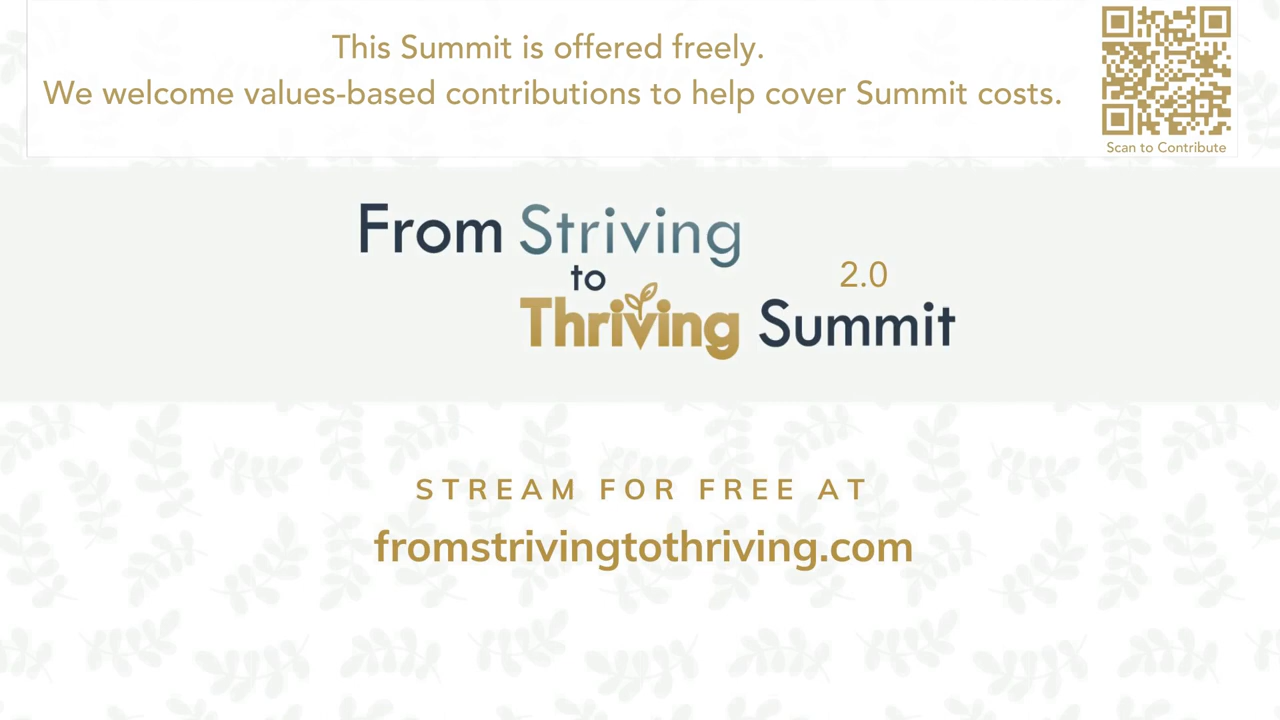 This Summit is offered freely.
We welcome values-based contributions to help cover Summit costs.
Scan to Contribute
From Striving
to
2.0
Thriving Summit
STREAM FOR FREE AT
fromstrivingtothriving.com